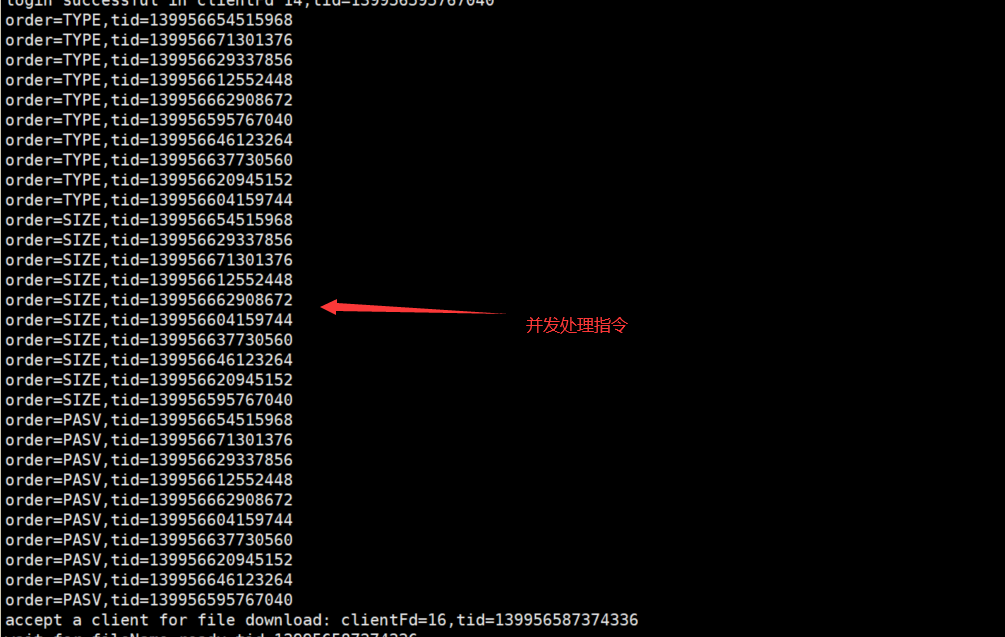 login successful in clientFd 14,tid=139956595767040
order=TYPE,tid=139956654515968
order=TYPE,tid=139956671301376
order=TYPE,tid=139956629337856
order=TYPE,tid=139956612552448
order=TYPE,tid=139956662908672
order=TYPE,tid=139956595767040
order=TYPE,tid=139956646123264
order=TYPE,tid=139956637730560
order=TYPE,tid=139956620945152
order=TYPE,tid=139956604159744
order=SIZE,tid=139956654515968
order=SIZE,tid=139956629337856
order=SIZE,tid=139956671301376
order=SIZE,tid=139956612552448
order=SIZE,tid=139956662908672
order=SIZE,tid=139956604159744
并发处理指令
order=SIZE,tid=139956637730560
order=SIZE,tid=139956646123264
order=SIZE,tid=139956620945152
order=SIZE,tid=139956595767040
order=PASV,tid=139956654515968
order=PASV,tid=139956671301376
order=PASV,tid=139956629337856
order=PASV,tid=139956612552448
order=PASV,tid=139956662908672
order=PASV,tid=139956604159744
order=PASV,tid=139956637730560
order=PASV,tid=139956620945152
order=PASV,tid=139956646123264
order=PASV,tid=139956595767040
accept a client for file download: clientFd=16,tid=139956587374336
wait for fileName ready,tid=139956587374336